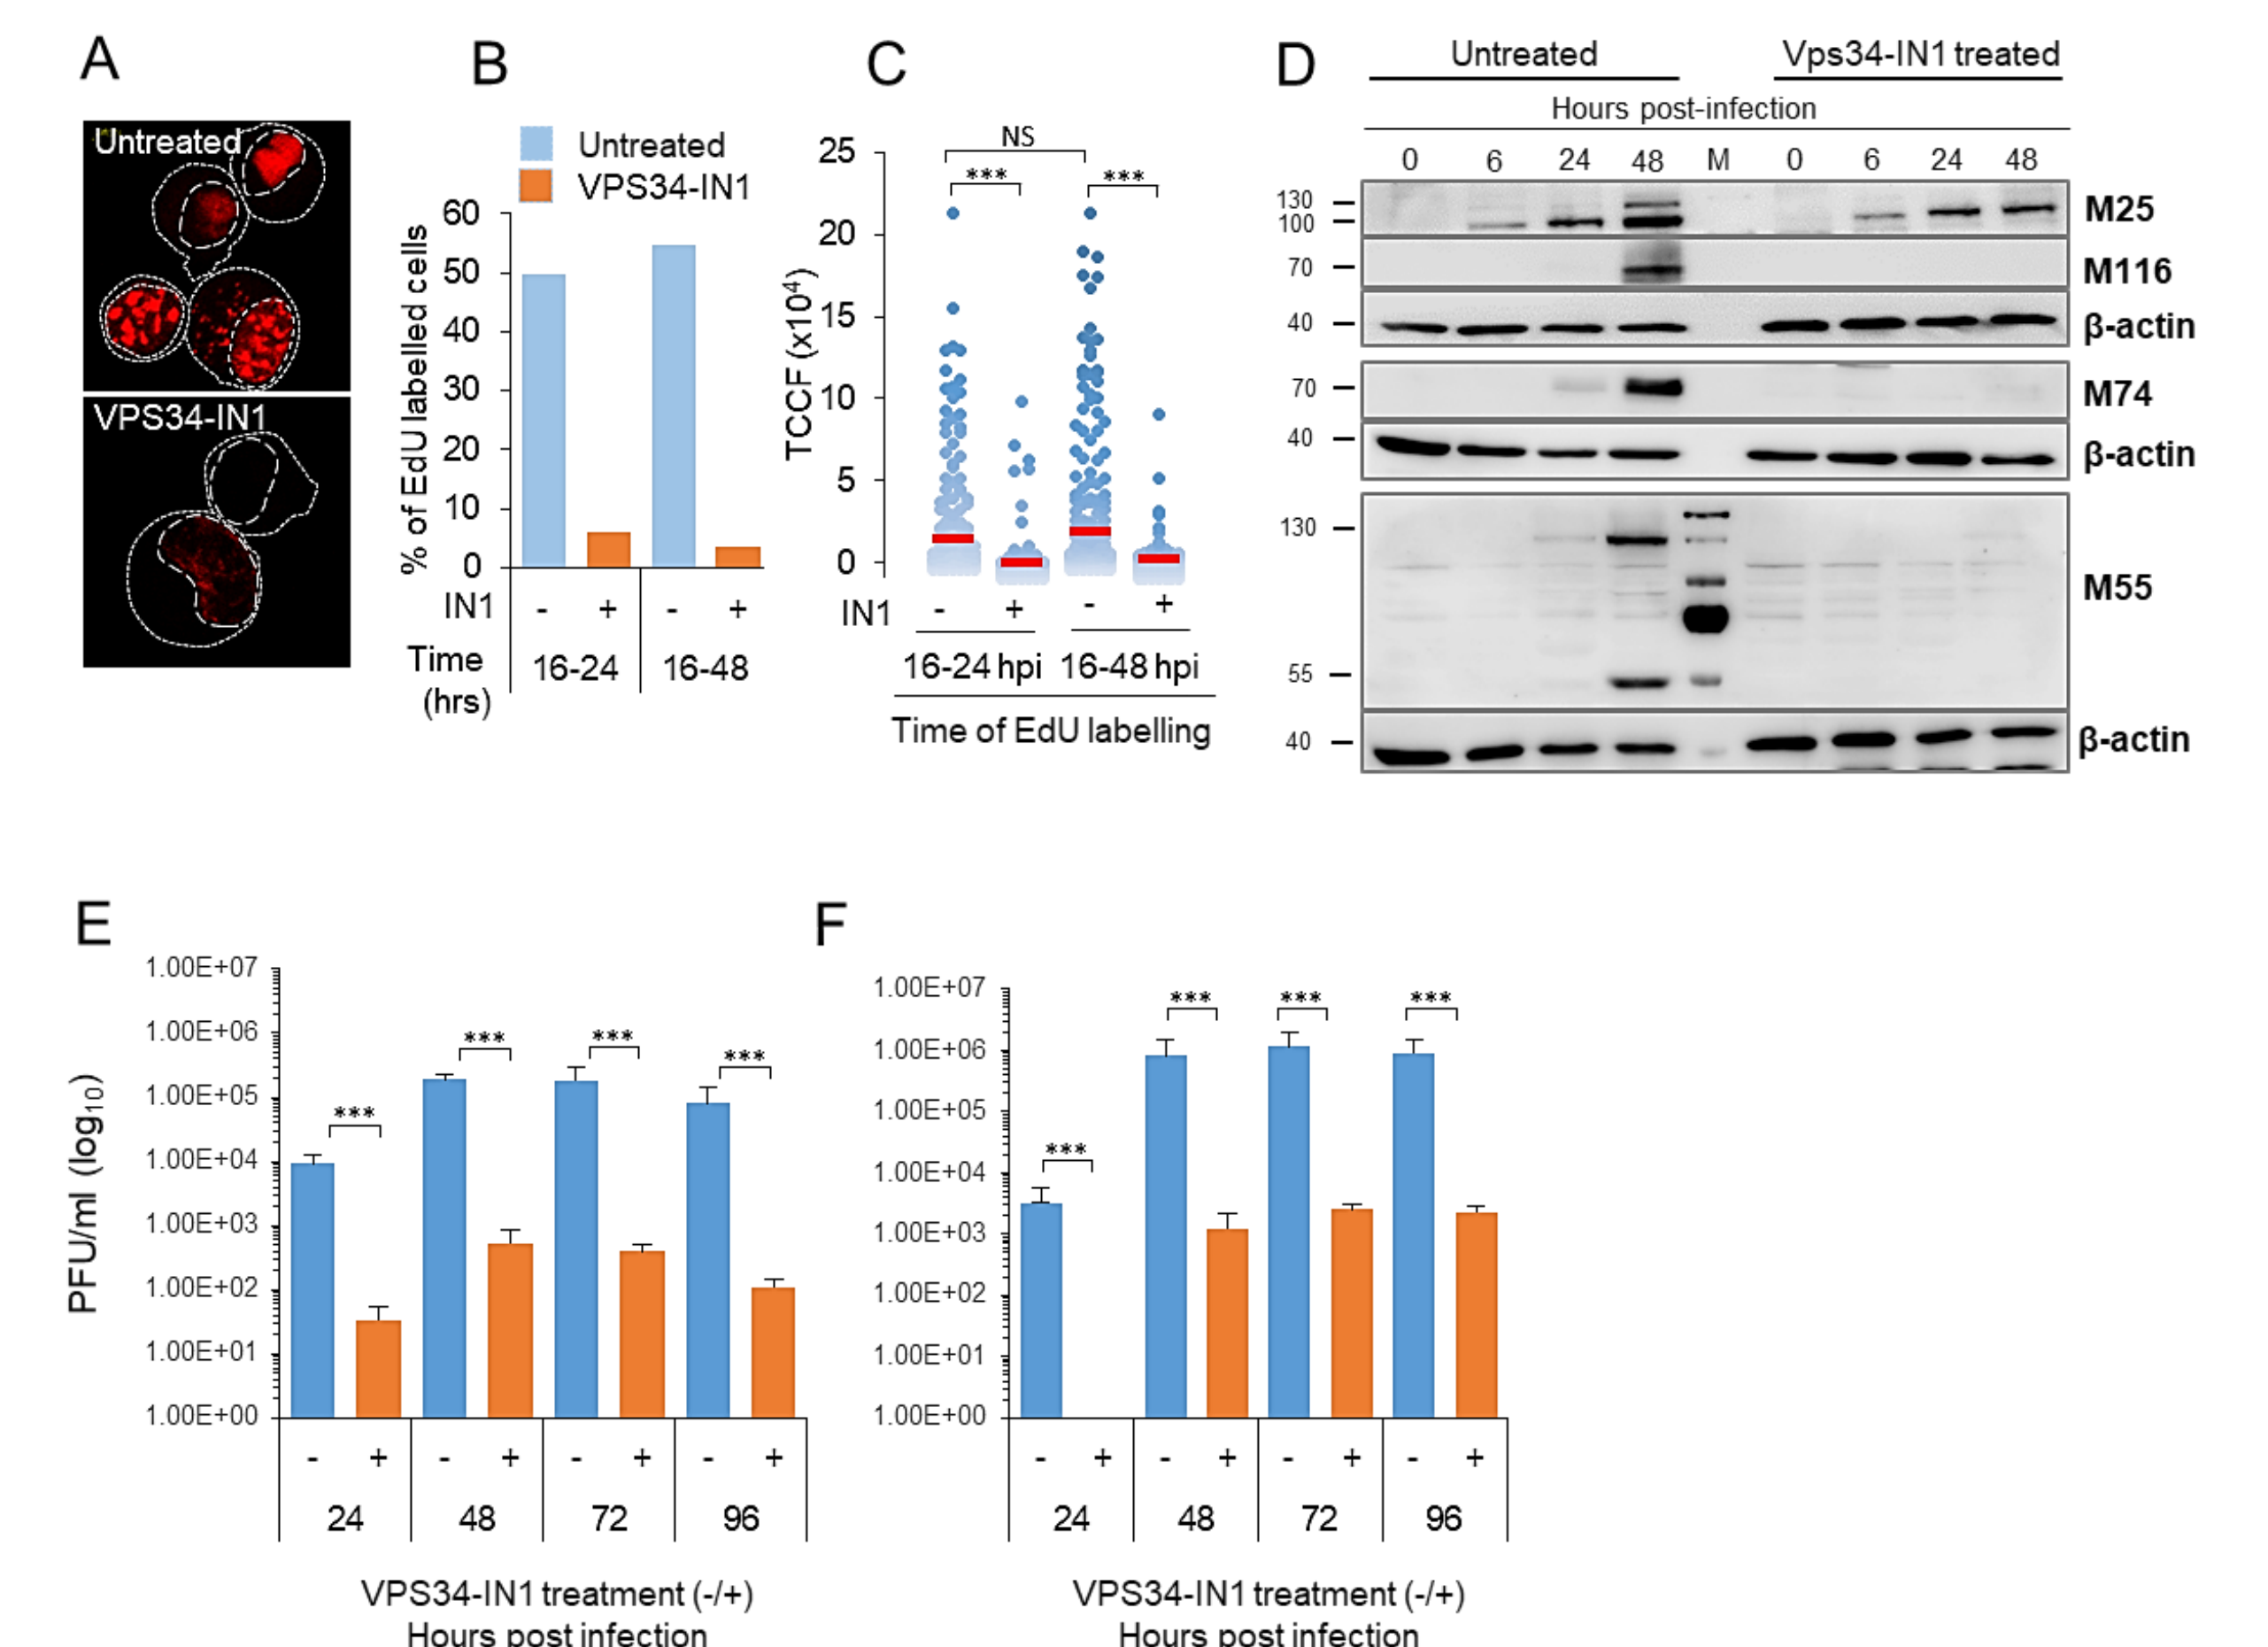 A
Untreated
VPS34-IN1
B
Untreated
VPS34-IN1
% of EdU labelled cells
60
50
40
30
20
10
0
IN1 - + - +
Time (hrs) 16-24 16-48
C
TCCF (x10⁴)
25
20
15
10
5
0
NS
*** ***
IN1 - + - +
16-24 hpi 16-48 hpi
Time of EdU labelling
D
Untreated Vps34-IN1 treated
Hours post-infection
0 6 24 48 M 0 6 24 48
130
100
M25
70
M116
40
β-actin
70
M74
40
β-actin
130
M55
55
40
β-actin
E
PFU/ml (log₁₀)
1.00E+07
1.00E+06
1.00E+05
1.00E+04
1.00E+03
1.00E+02
1.00E+01
1.00E+00
*** *** *** ***
- + - + - + - +
24 48 72 96
VPS34-IN1 treatment (-/+)
Hours post infection
F
1.00E+07
1.00E+06
1.00E+05
1.00E+04
1.00E+03
1.00E+02
1.00E+01
1.00E+00
*** *** *** ***
- + - + - + - +
24 48 72 96
VPS34-IN1 treatment (-/+)
Hours post infection